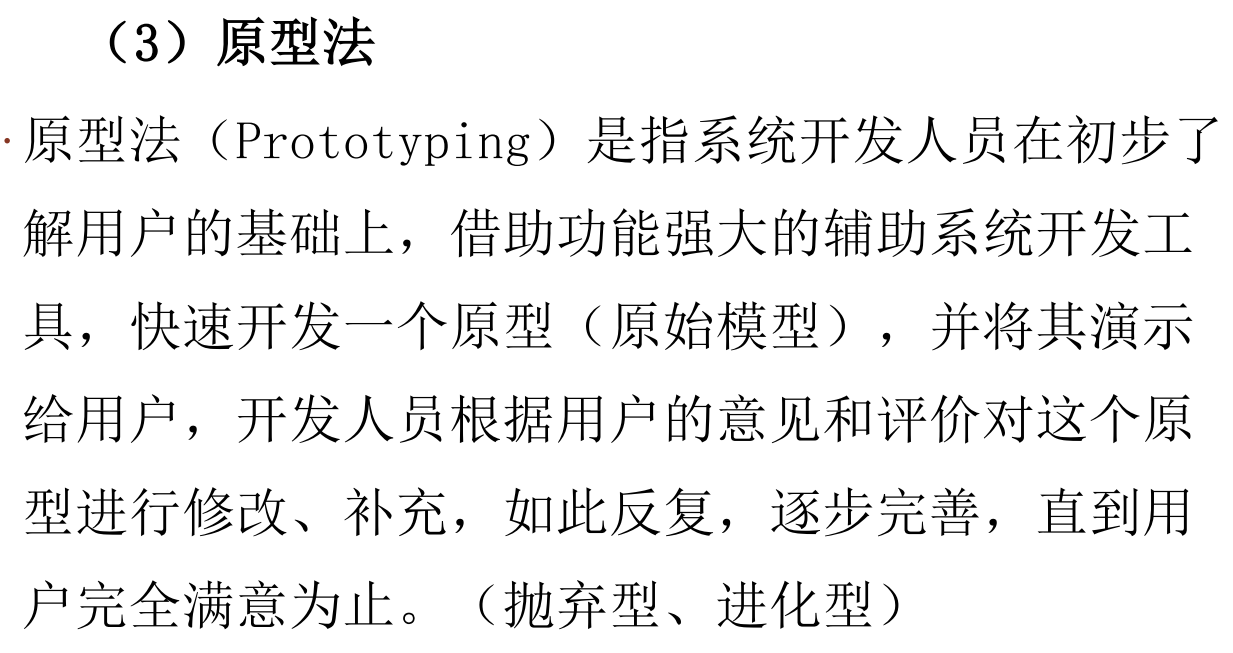 （3）原型法
·原型法（Prototyping）是指系统开发人员在初步了
解用户的基础上，借助功能强大的辅助系统开发工
具，快速开发一个原型（原始模型），并将其演示
给用户，开发人员根据用户的意见和评价对这个原
型进行修改、补充，如此反复，逐步完善，直到用
户完全满意为止。（抛弃型、进化型）